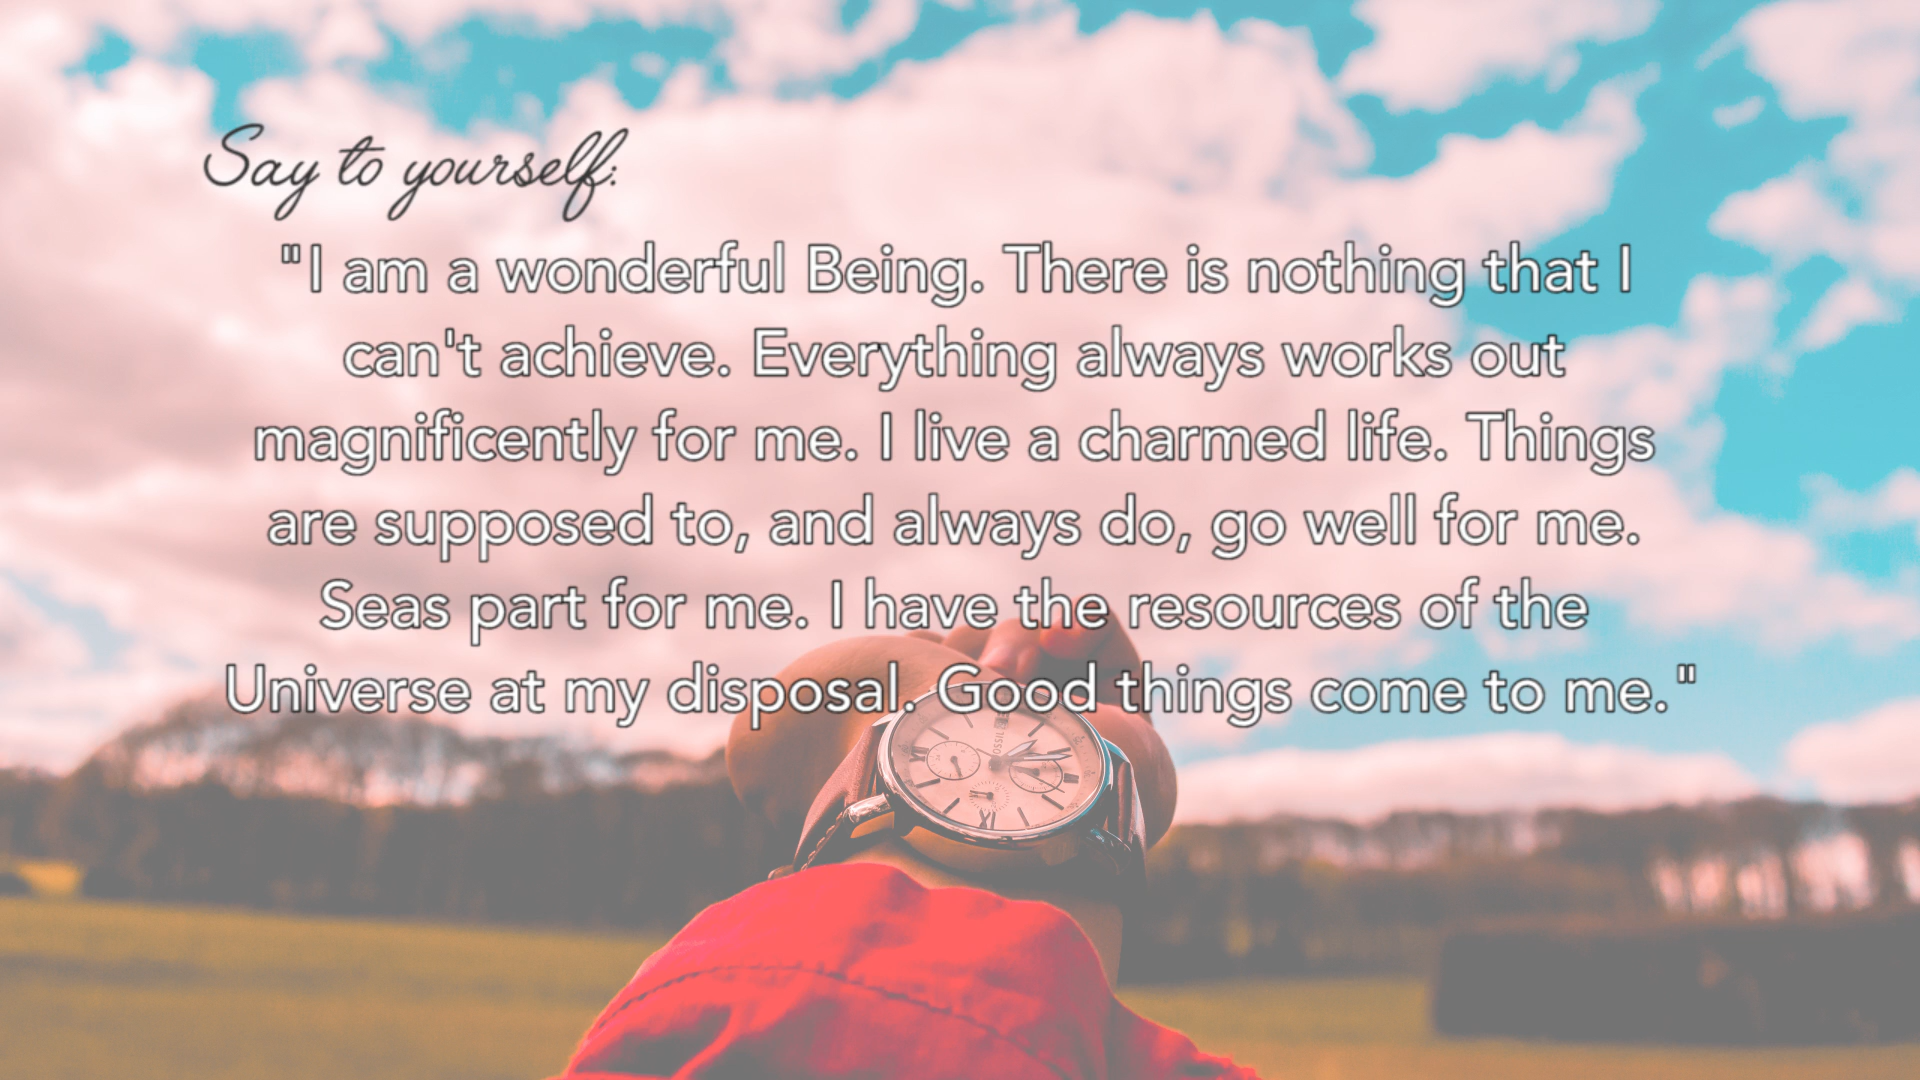 Say to yourself:
"I am a wonderful Being. There is nothing that I
can't achieve. Everything always works out
magnificently for me. I live a charmed life. Things
are supposed to, and always do, go well for me.
Seas part for me. I have the resources of the
Universe at my disposal. Good things come to me."
FOSSIL